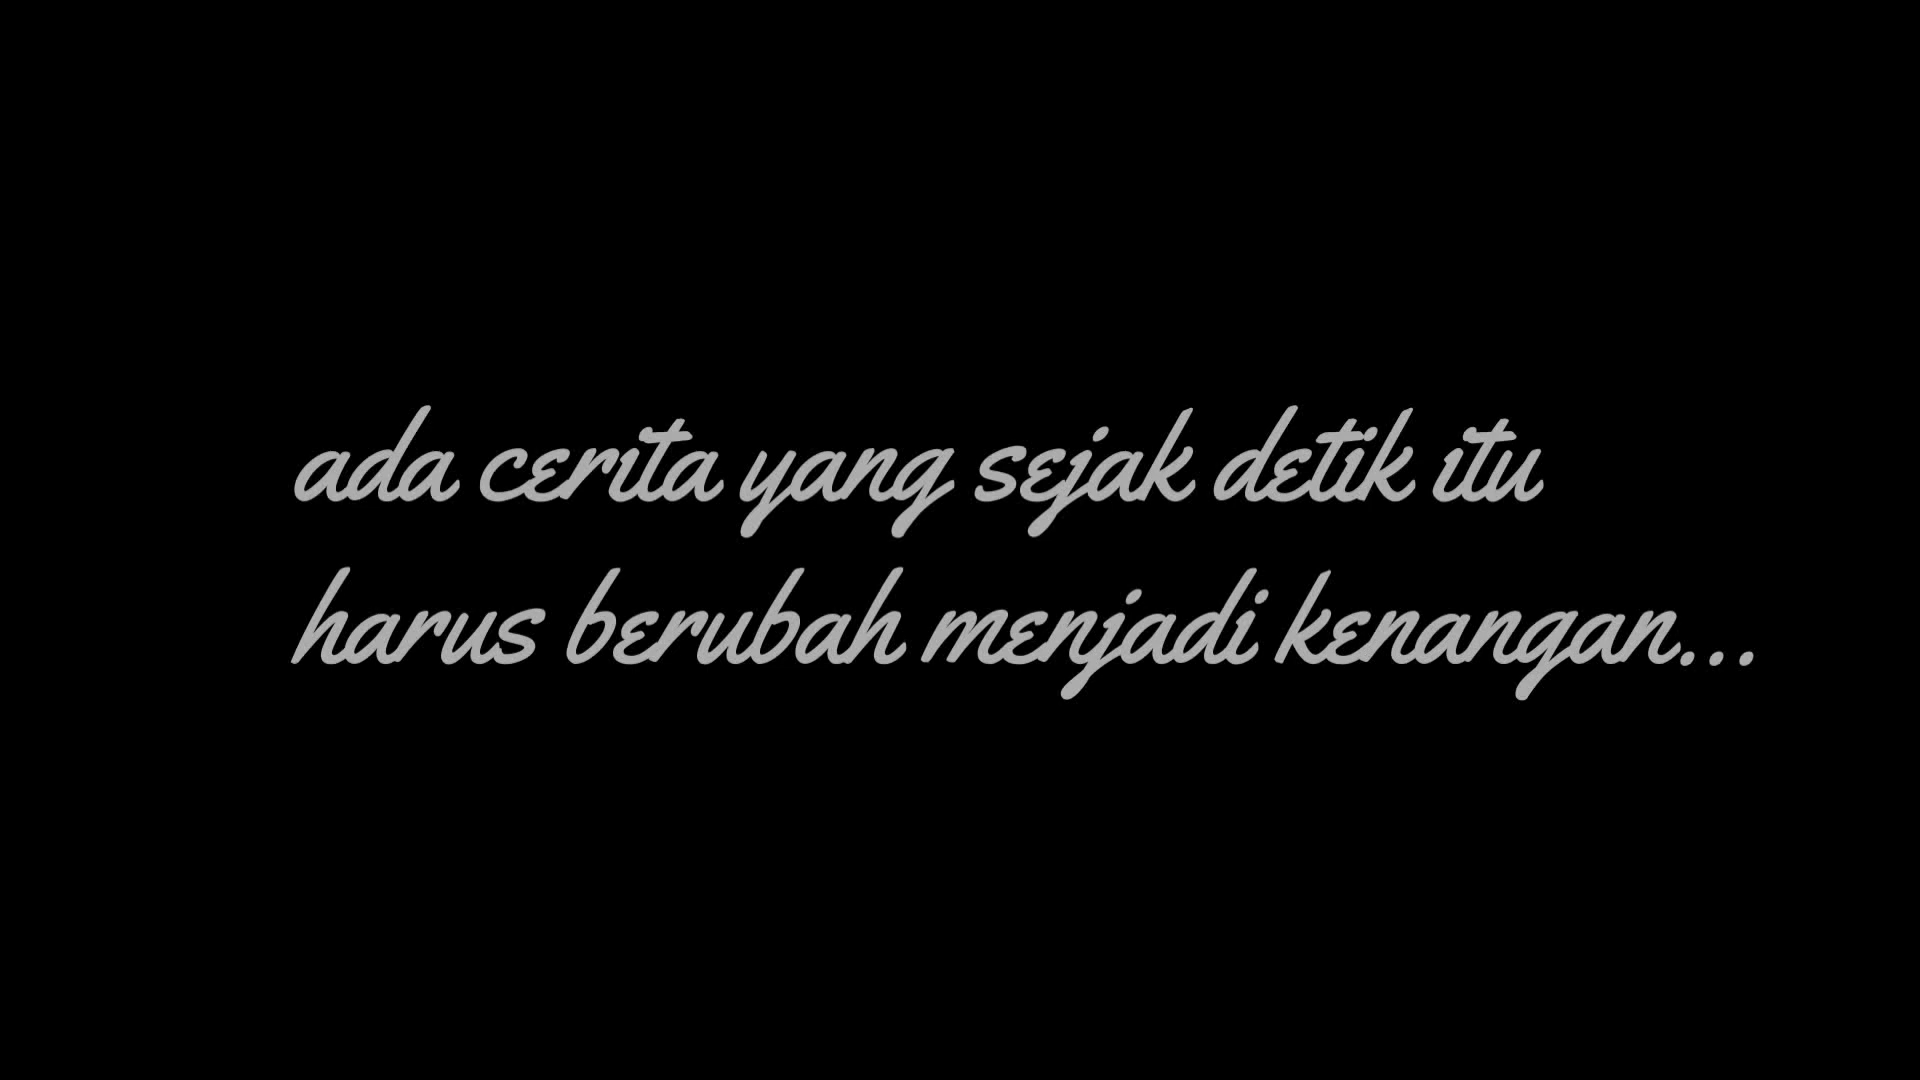 ada cerita yang sejak detik itu
harus berubah menjadi kenangan...